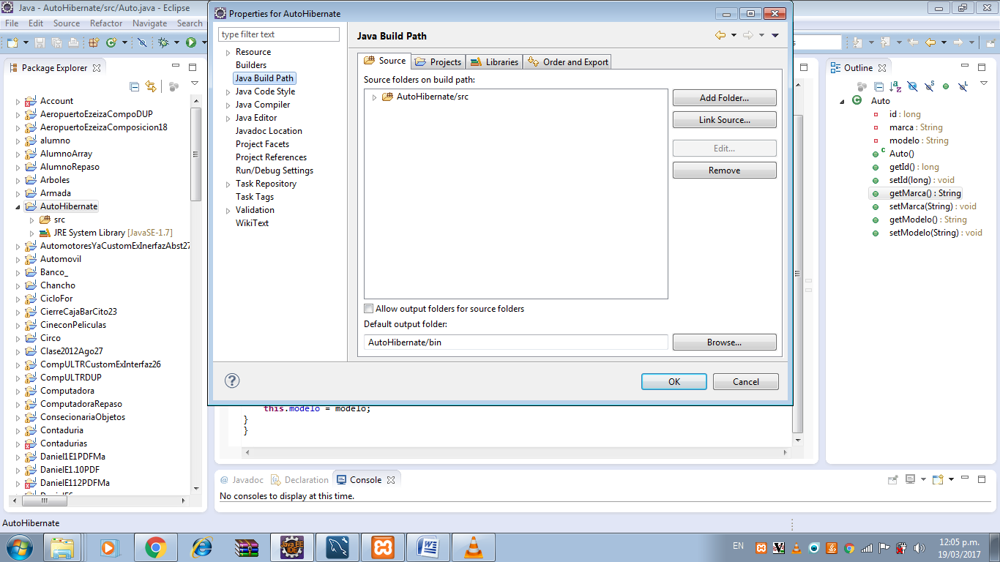 Java - AutoHibernate/src/Auto.java - Eclipse
File Edit Source Refactor Navigate Search
Package Explorer
Account
AeropuertoEzeizaCompoDUP
AeropuertoEzeizaComposicion18
alumno
AlumnoArray
AlumnoRepaso
Arboles
Armada
AutoHibernate
src
JRE System Library [JavaSE-1.7]
AutomotoresYaCustomExInerfazAbst27
Automovil
Banco_
Chancho
CicloFor
CierreCajaBarCito23
CineconPeliculas
Circo
Clase2012Ago27
CompULTRCustomExInterfaz26
CompULTRDUP
Computadora
ComputadoraRepaso
ConsecionariaObjetos
Contaduria
Contadurias
Daniel1E1PDFMa
DanielE1.10PDF
DanielE112PDFMa
Properties for AutoHibernate
type filter text
Resource
Builders
Java Build Path
Java Code Style
Java Compiler
Java Editor
Javadoc Location
Project Facets
Project References
Run/Debug Settings
Task Repository
Task Tags
Validation
WikiText
Java Build Path
Source Projects Libraries Order and Export
Source folders on build path:
AutoHibernate/src
Add Folder...
Link Source...
Edit...
Remove
Allow output folders for source folders
Default output folder:
AutoHibernate/bin
Browse...
OK Cancel
this.modelo = modelo;
}
}
Outline
Auto
id : long
marca : String
modelo : String
Auto()
getId() : long
setId(long) : void
getMarca() : String
setMarca(String) : void
getModelo() : String
setModelo(String) : void
@ Javadoc Declaration Console
No consoles to display at this time.
AutoHibernate
Java EE IDE
EN
12:05 p.m.
19/03/2017